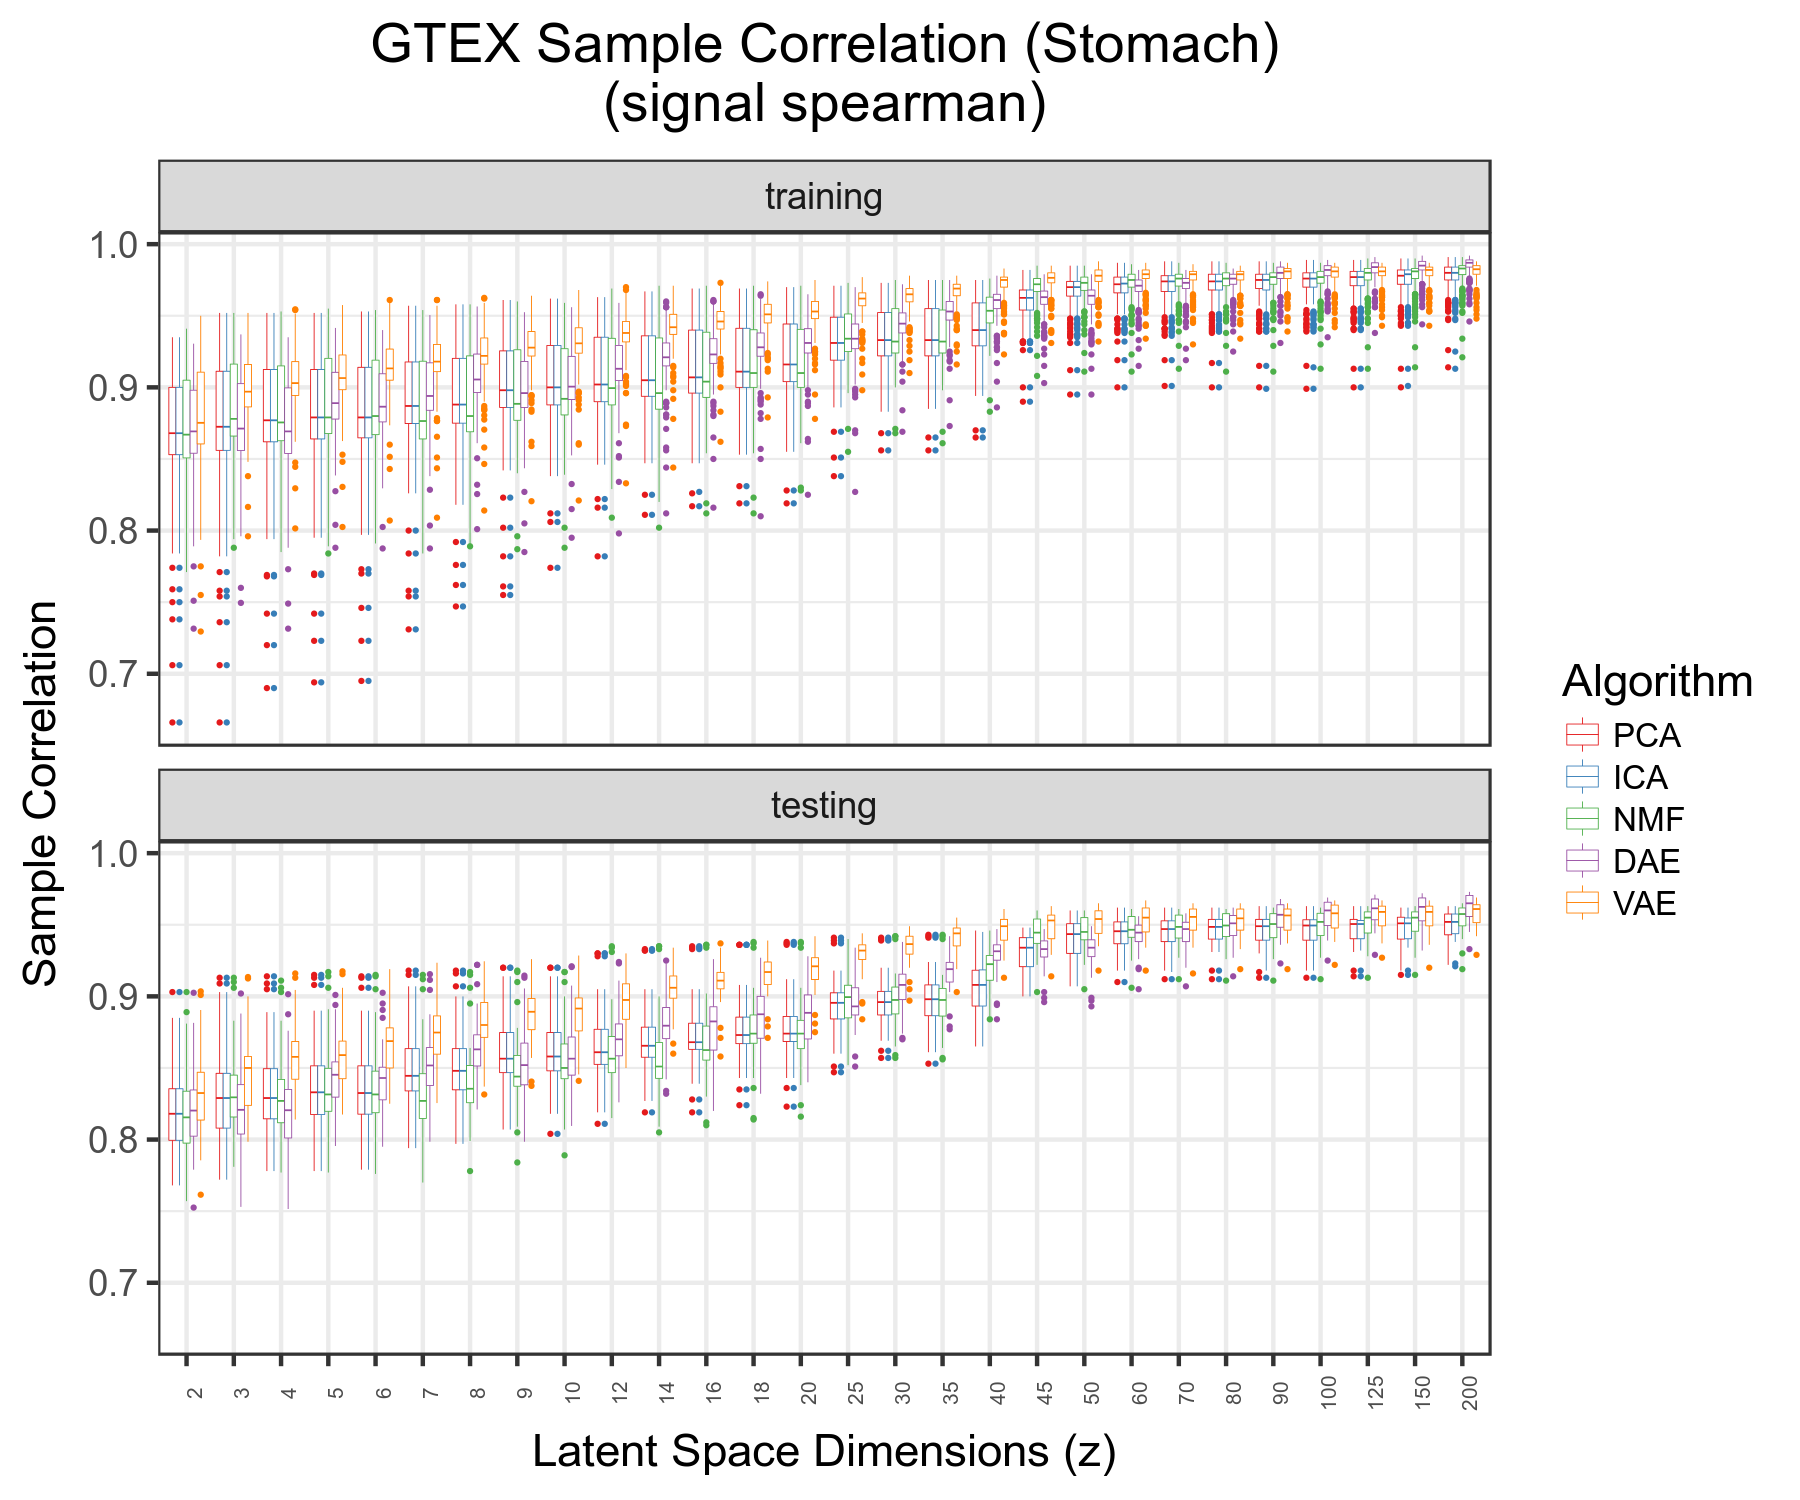 GTEX Sample Correlation (Stomach)
(signal spearman)
training
1.0
0.9
0.8
0.7
testing
1.0
0.9
0.8
0.7
Sample Correlation
2 3 4 5 6 7 8 9 10 12 14 16 18 20 25 30 35 40 45 50 60 70 80 90 100 125 150 200
Latent Space Dimensions (z)
Algorithm
PCA
ICA
NMF
DAE
VAE